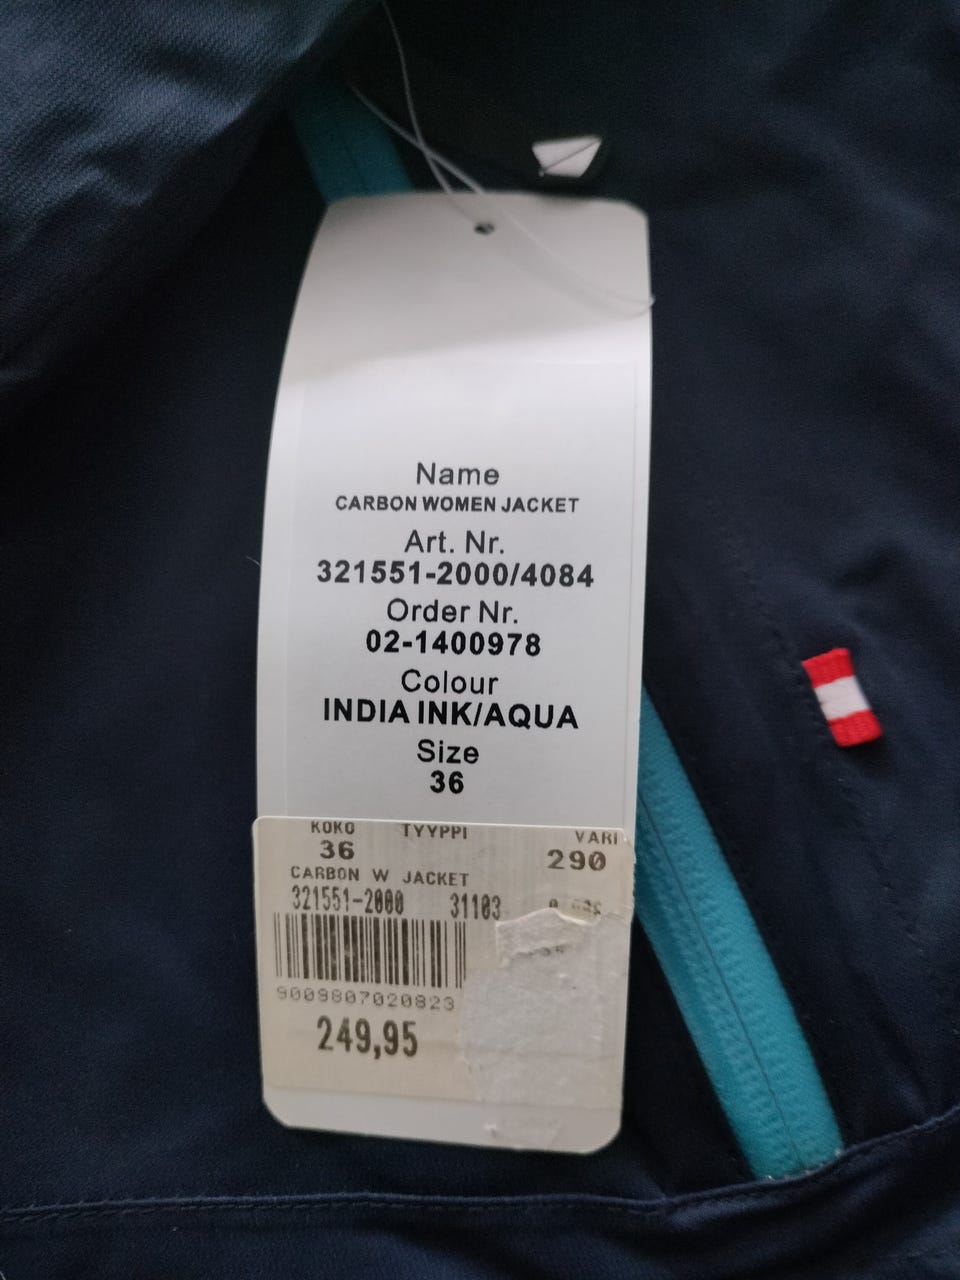 Name
CARBON WOMEN JACKET
Art. Nr.
321551-2000/4084
Order Nr.
02-1400978
Colour
INDIA INK/AQUA
Size
36
KOKO TYYPPI VARI
36 290
CARBON W JACKET
321551-2000 31103
9009807020823
249,95